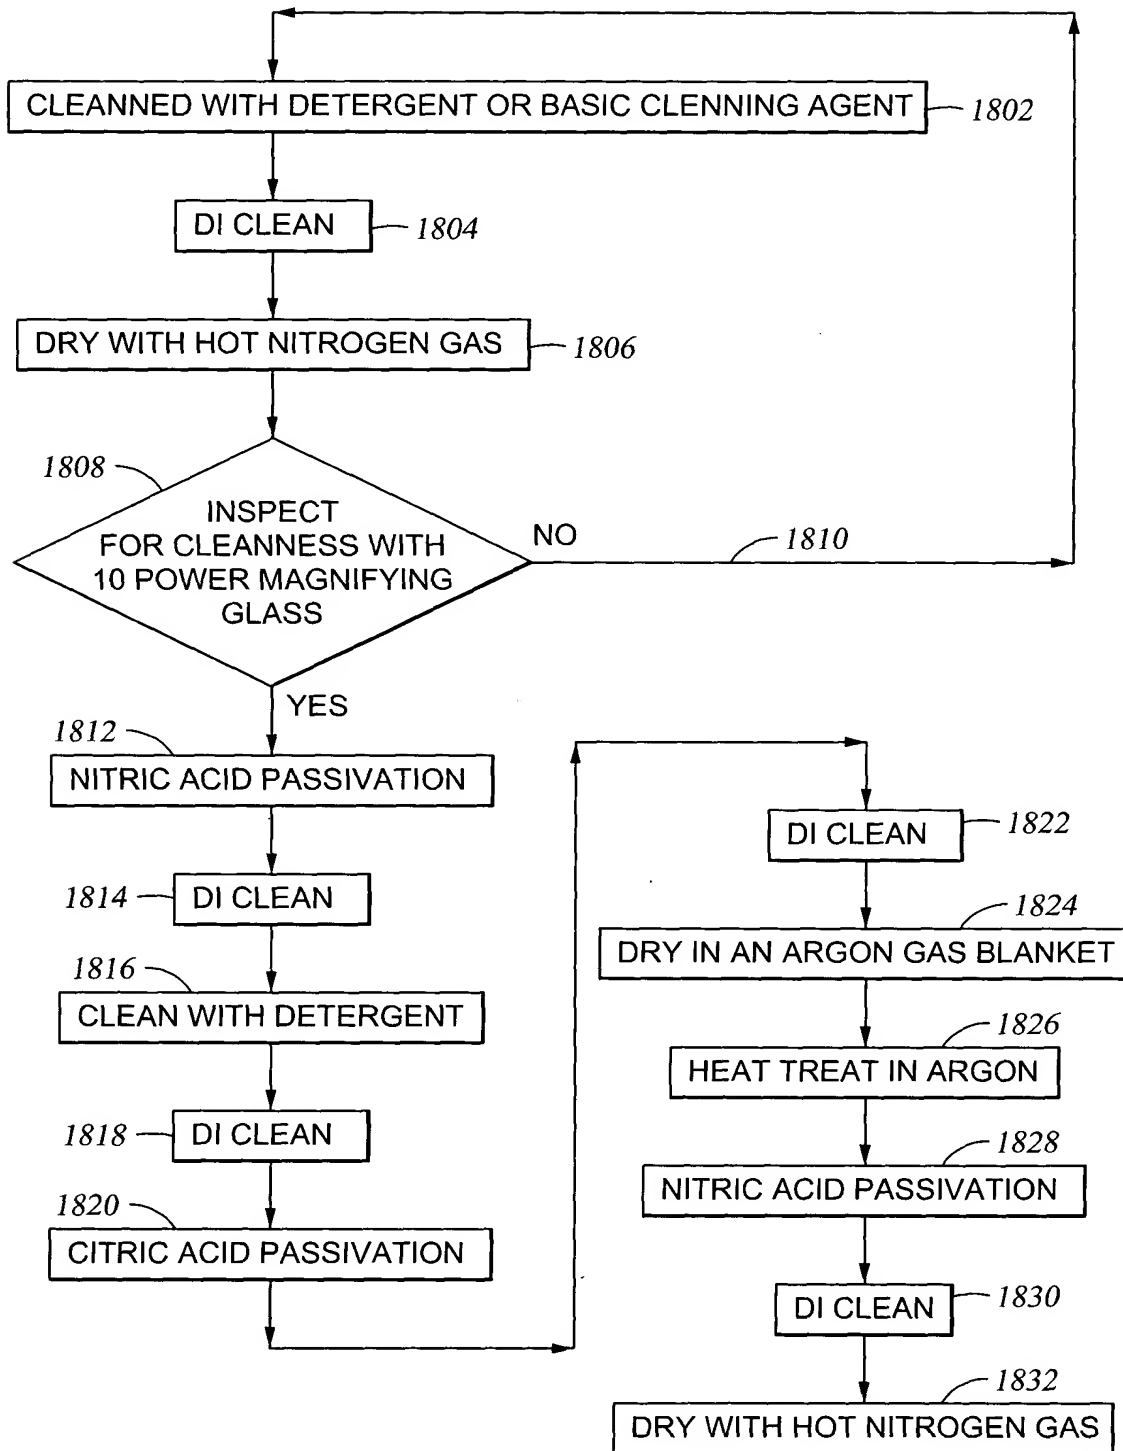 CLEANNED WITH DETERGENT OR BASIC CLENNING AGENT
1802
DI CLEAN
1804
DRY WITH HOT NITROGEN GAS
1806
1808
INSPECT
FOR CLEANNESS WITH
10 POWER MAGNIFYING
GLASS
NO
1810
YES
1812
NITRIC ACID PASSIVATION
1814
DI CLEAN
1816
CLEAN WITH DETERGENT
1818
DI CLEAN
1820
CITRIC ACID PASSIVATION
DI CLEAN
1822
1824
DRY IN AN ARGON GAS BLANKET
1826
HEAT TREAT IN ARGON
1828
NITRIC ACID PASSIVATION
DI CLEAN
1830
1832
DRY WITH HOT NITROGEN GAS